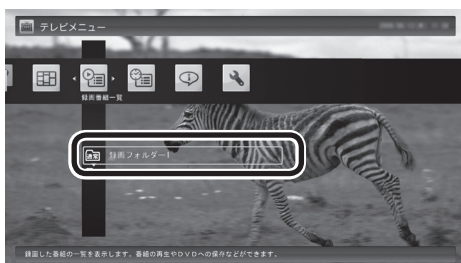 テレビメニュー
録画番組一覧
通常
録画フォルダー1
録画した番組の一覧を表示します。番組の再生やDVDへの保存などができます。